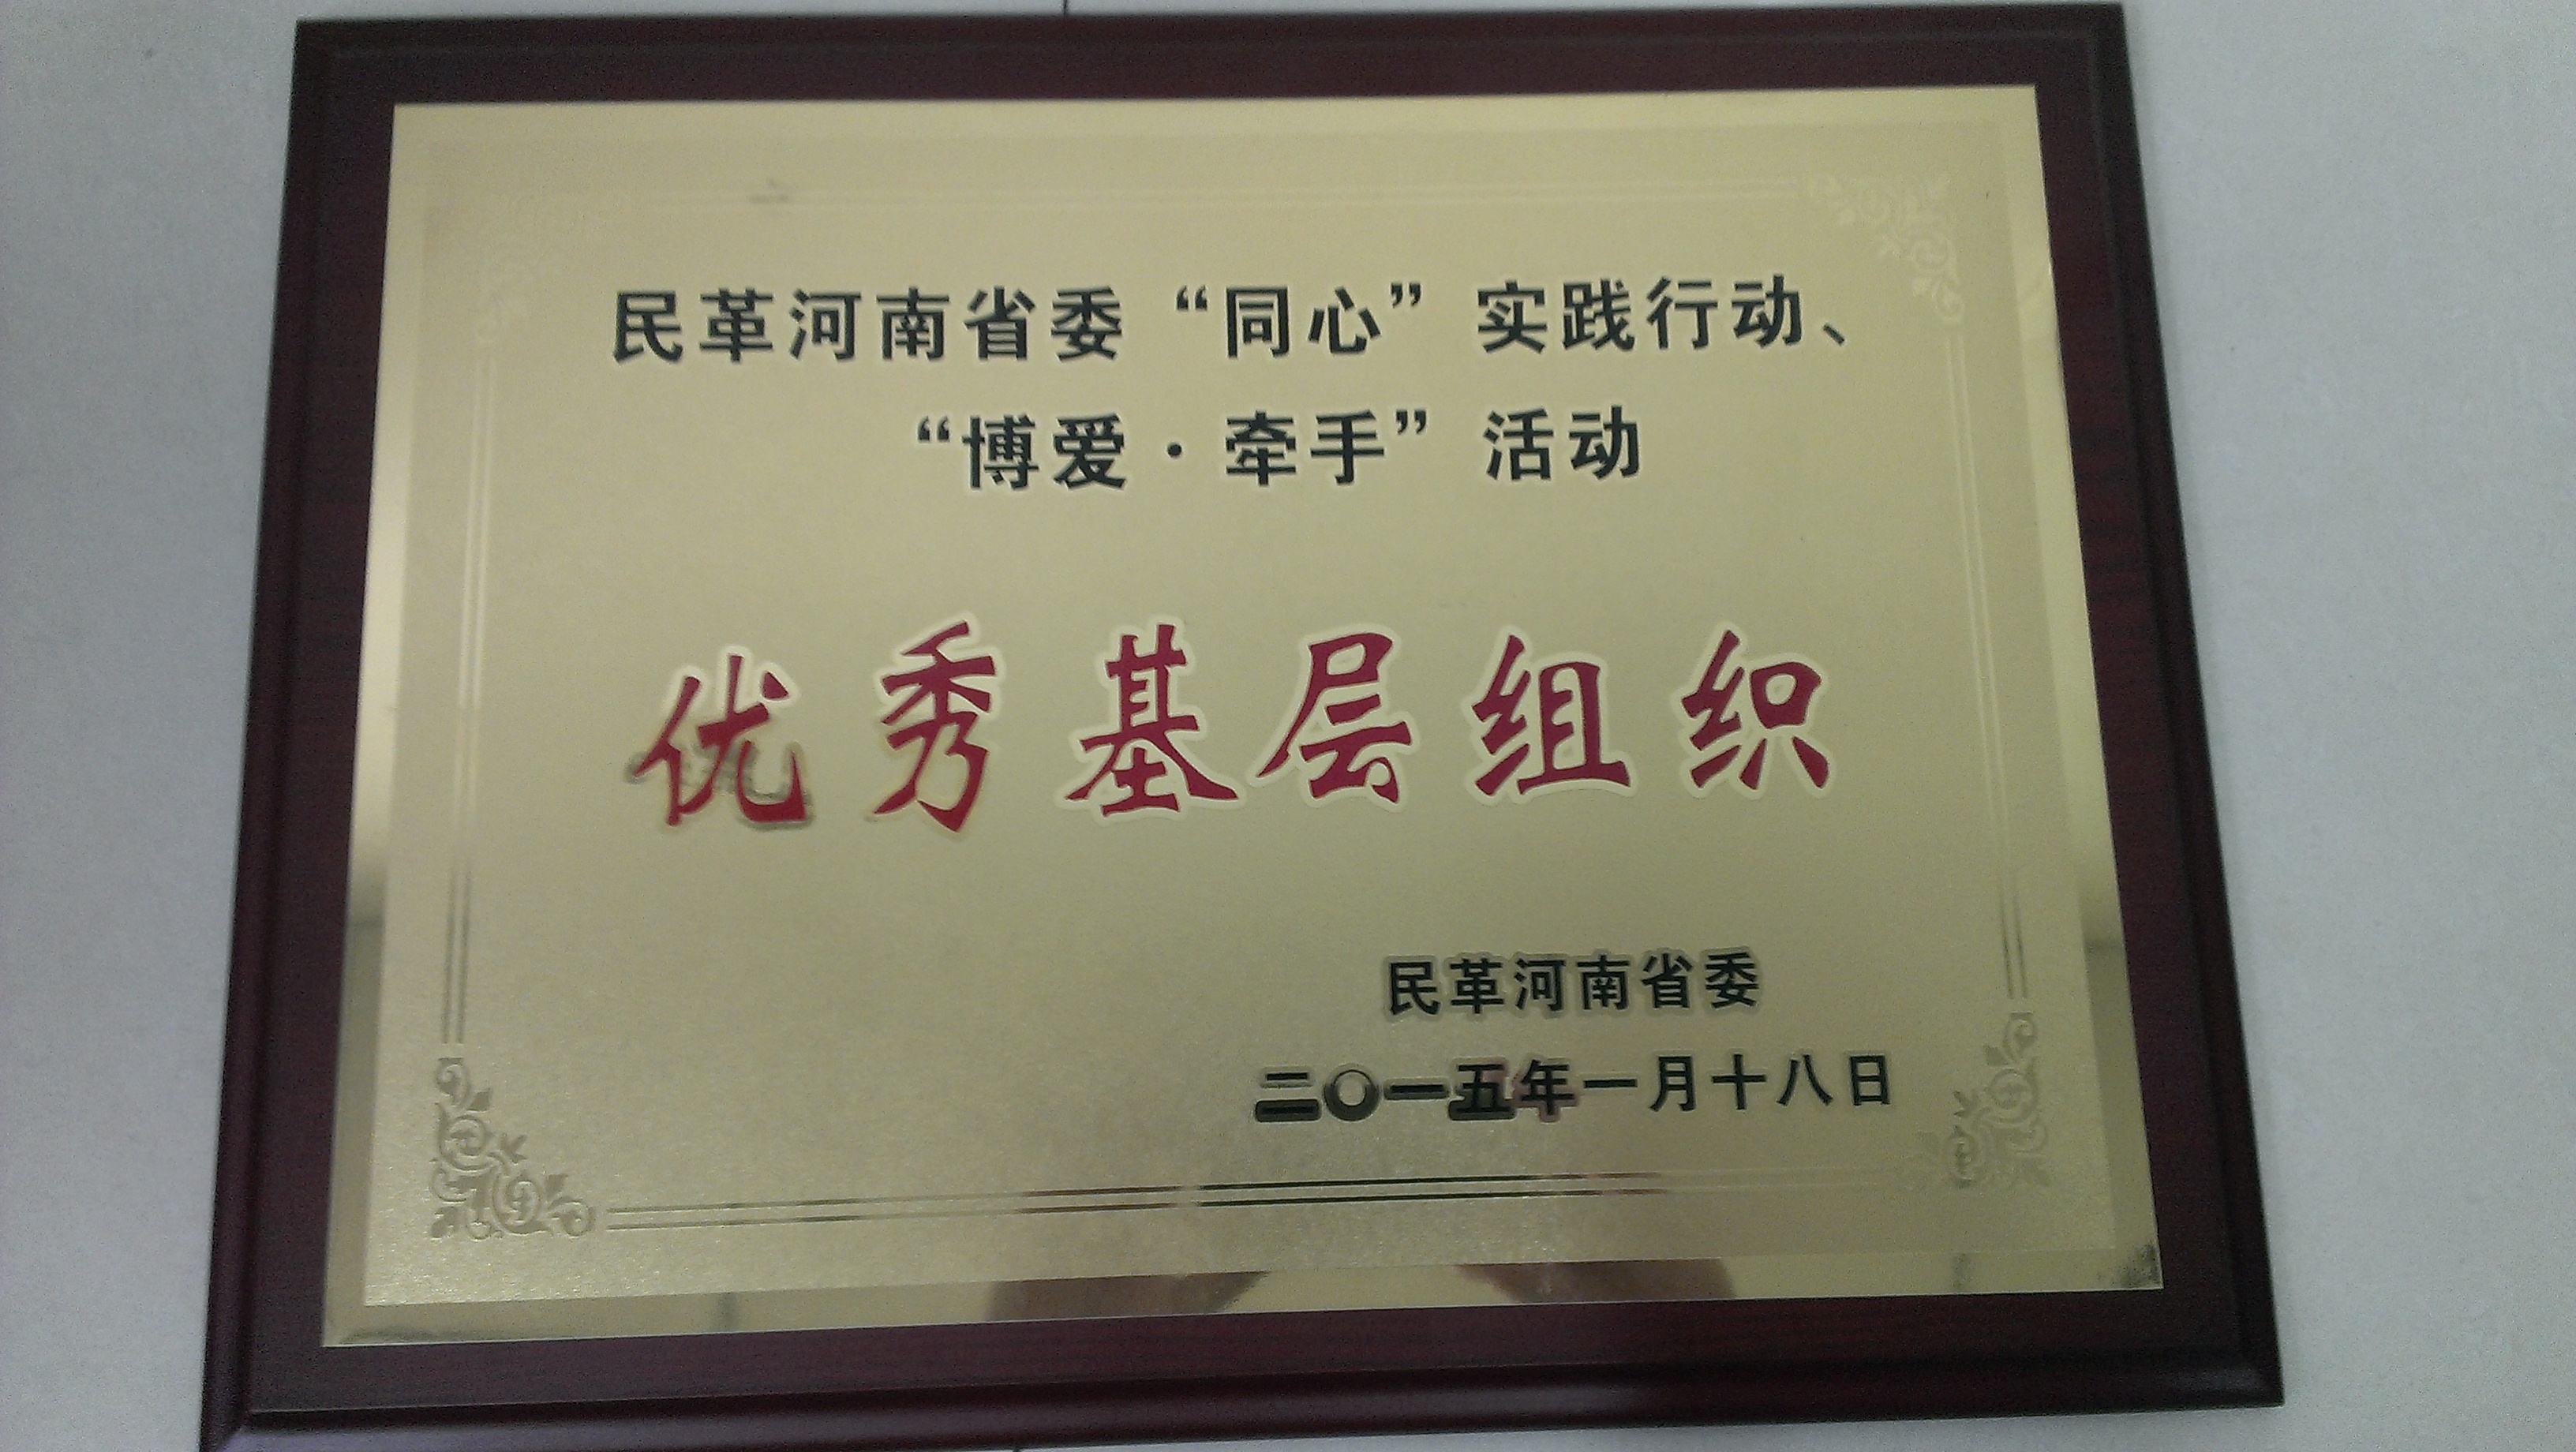 民革河南省委“同心”实践行动、
“博爱·牵手”活动
优秀基层组织
民革河南省委
二〇一五年一月十八日